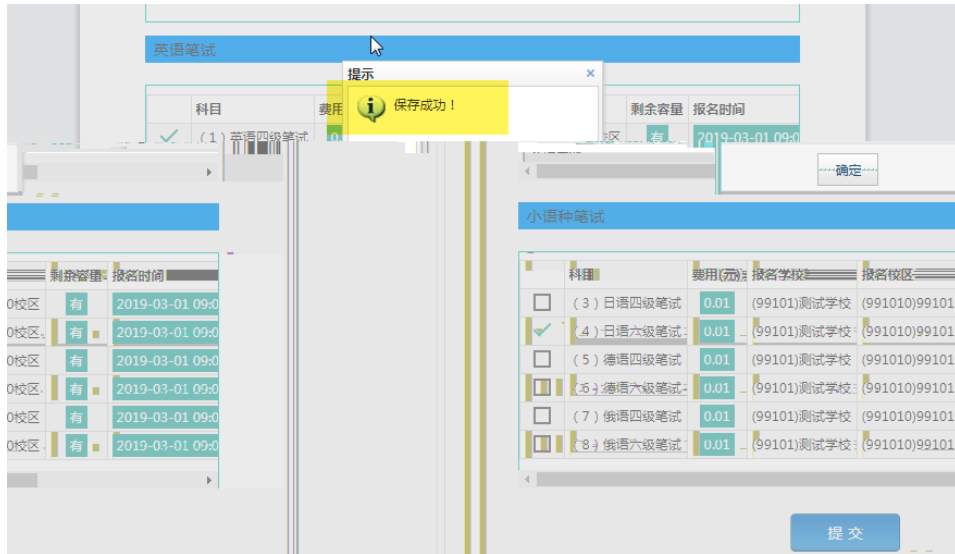 英语笔试
提示
保存成功！
科目 费用 剩余容量 报名时间
（1）英语四级笔试 校区 有 2019-03-01 09:0
确定
小语种笔试
剩余容量 报名时间
0校区 有 2019-03-01 09:0
0校区 有 2019-03-01 09:0
0校区 有 2019-03-01 09:0
0校区 有 2019-03-01 09:0
0校区 有 2019-03-01 09:0
0校区 有 2019-03-01 09:0
科目 费用(元) 报名学校 报名校区
（3）日语四级笔试 0.01 (99101)测试学校 (991010)99101
（4）日语六级笔试 0.01 (99101)测试学校 (991010)99101
（5）德语四级笔试 0.01 (99101)测试学校 (991010)99101
（6）德语六级笔试 0.01 (99101)测试学校 (991010)99101
（7）俄语四级笔试 0.01 (99101)测试学校 (991010)99101
（8）俄语六级笔试 0.01 (99101)测试学校 (991010)99101
提交